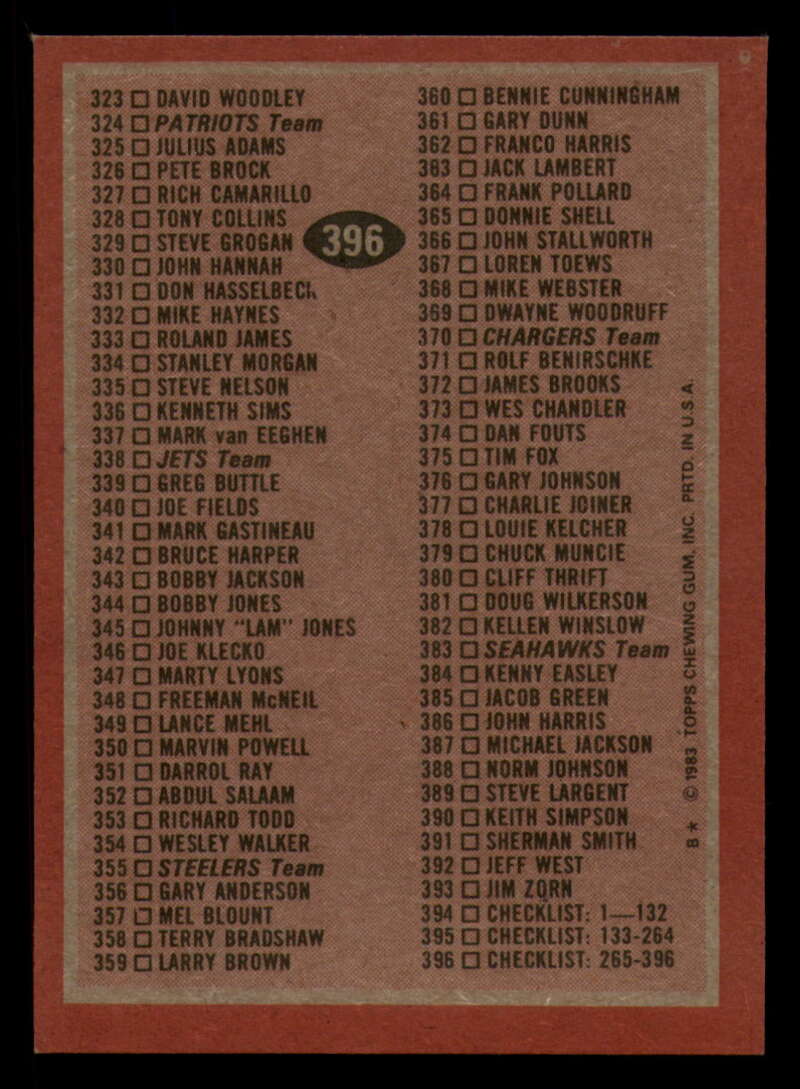 323 DAVID WOODLEY
324 PATRIOTS Team
325 JULIUS ADAMS
326 PETE BROCK
327 RICH CAMARILLO
328 TONY COLLINS
329 STEVE GROGAN
330 JOHN HANNAH
331 DON HASSELBECK
332 MIKE HAYNES
333 ROLAND JAMES
334 STANLEY MORGAN
335 STEVE NELSON
336 KENNETH SIMS
337 MARK van EEGHEN
338 JETS Team
339 GREG BUTTLE
340 JOE FIELDS
341 MARK GASTINEAU
342 BRUCE HARPER
343 BOBBY JACKSON
344 BOBBY JONES
345 JOHNNY "LAM" JONES
346 JOE KLECKO
347 MARTY LYONS
348 FREEMAN McNEIL
349 LANCE MEHL
350 MARVIN POWELL
351 DARROL RAY
352 ABDUL SALAAM
353 RICHARD TODD
354 WESLEY WALKER
355 STEELERS Team
356 GARY ANDERSON
357 MEL BLOUNT
358 TERRY BRADSHAW
359 LARRY BROWN
396
360 BENNIE CUNNINGHAM
361 GARY DUNN
362 FRANCO HARRIS
363 JACK LAMBERT
364 FRANK POLLARD
365 DONNIE SHELL
366 JOHN STALLWORTH
367 LOREN TOEWS
368 MIKE WEBSTER
369 DWAYNE WOODRUFF
370 CHARGERS Team
371 ROLF BENIRSCHKE
372 JAMES BROOKS
373 WES CHANDLER
374 DAN FOUTS
375 TIM FOX
376 GARY JOHNSON
377 CHARLIE JOINER
378 LOUIE KELCHER
379 CHUCK MUNCIE
380 CLIFF THRIFT
381 DOUG WILKERSON
382 KELLEN WINSLOW
383 SEAHAWKS Team
384 KENNY EASLEY
385 JACOB GREEN
386 JOHN HARRIS
387 MICHAEL JACKSON
388 NORM JOHNSON
389 STEVE LARGENT
390 KEITH SIMPSON
391 SHERMAN SMITH
392 JEFF WEST
393 JIM ZORN
394 CHECKLIST: 1—132
395 CHECKLIST: 133-264
396 CHECKLIST: 265-396
B* © 1983 TOPPS CHEWING GUM, INC. PRTD. IN U.S.A.